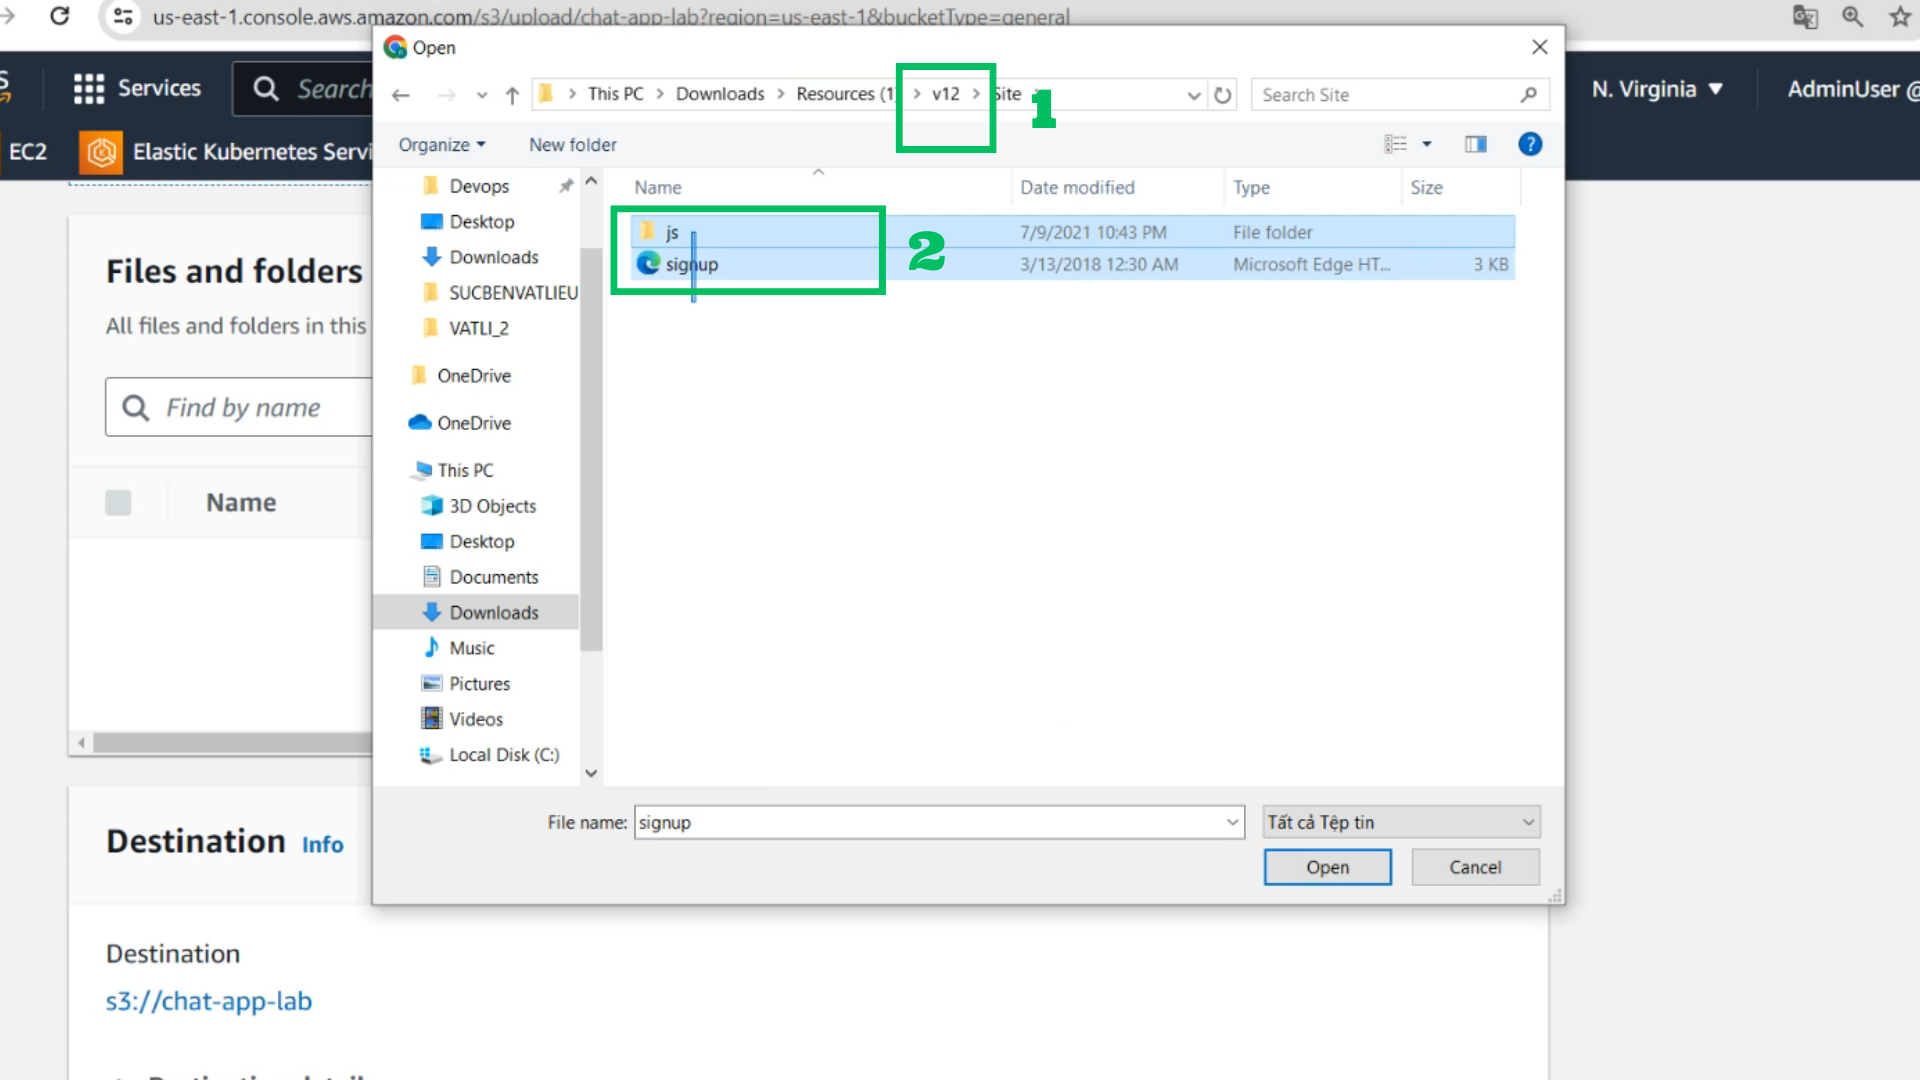 us-east-1.console.aws.amazon.com/s3/upload/chat-app-lab?region=us-east-1&bucketType=general
Open
Services
Search
This PC > Downloads > Resources (1) > v12 > Site
1
Search Site
N. Virginia
AdminUser @
EC2
Elastic Kubernetes Servi
Organize
New folder
Devops
Desktop
Downloads
SUCBENVATLIEU
VATLI_2
OneDrive
OneDrive
This PC
3D Objects
Desktop
Documents
Downloads
Music
Pictures
Videos
Local Disk (C:)
Name
Date modified
Type
Size
js
7/9/2021 10:43 PM
File folder
2
signup
3/13/2018 12:30 AM
Microsoft Edge HT...
3 KB
Files and folders
All files and folders in this
Find by name
Name
File name:
signup
Tất cả Tệp tin
Open
Cancel
Destination
Info
Destination
s3://chat-app-lab